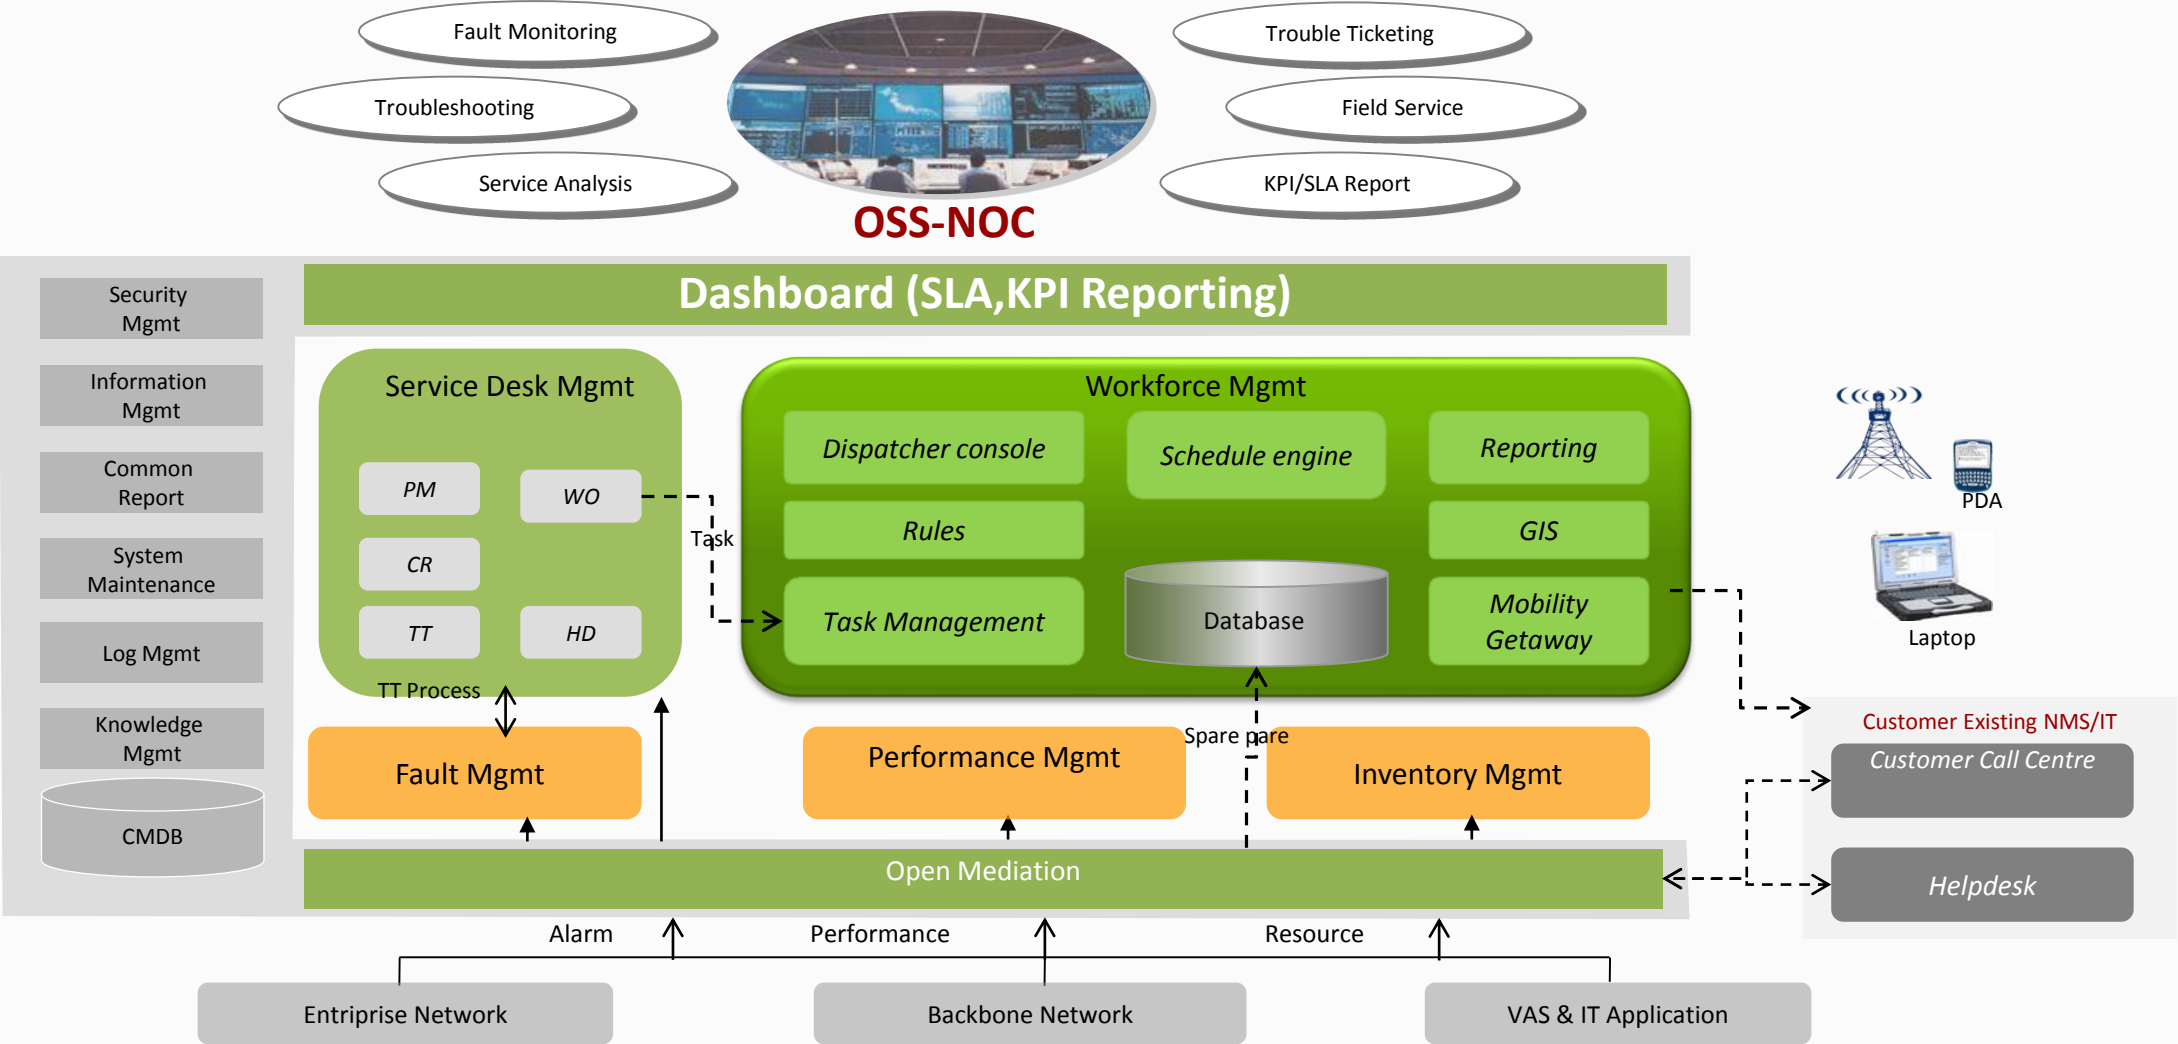 Fault Monitoring
Trouble Ticketing
Troubleshooting
Field Service
Service Analysis
KPI/SLA Report
OSS-NOC
Dashboard (SLA,KPI Reporting)
Security
Mgmt
Information
Mgmt
Common
Report
System
Maintenance
Log Mgmt
Knowledge
Mgmt
CMDB
Service Desk Mgmt
PM
WO
CR
TT
HD
TT Process
Task
Workforce Mgmt
Dispatcher console
Schedule engine
Reporting
Rules
GIS
Task Management
Database
Mobility
Getaway
PDA
Laptop
Fault Mgmt
Performance Mgmt
Spare pare
Inventory Mgmt
Customer Existing NMS/IT
Customer Call Centre
Helpdesk
Open Mediation
Alarm
Performance
Resource
Entriprise Network
Backbone Network
VAS & IT Application